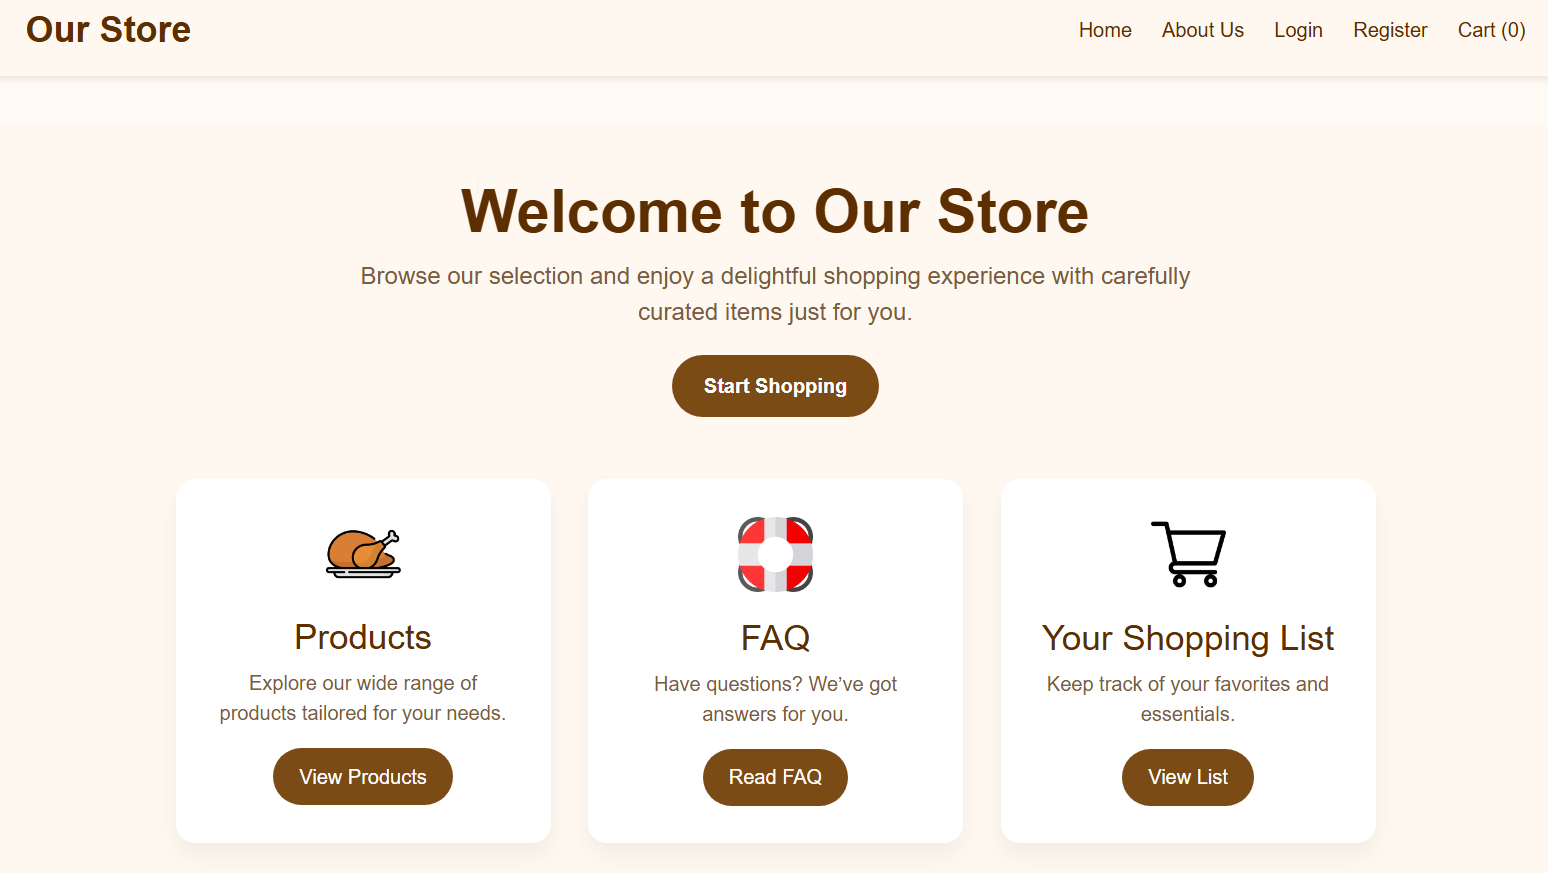 Our Store
Home About Us Login Register Cart (0)
Welcome to Our Store
Browse our selection and enjoy a delightful shopping experience with carefully
curated items just for you.
Start Shopping
Products
Explore our wide range of
products tailored for your needs.
View Products
FAQ
Have questions? We’ve got
answers for you.
Read FAQ
Your Shopping List
Keep track of your favorites and
essentials.
View List